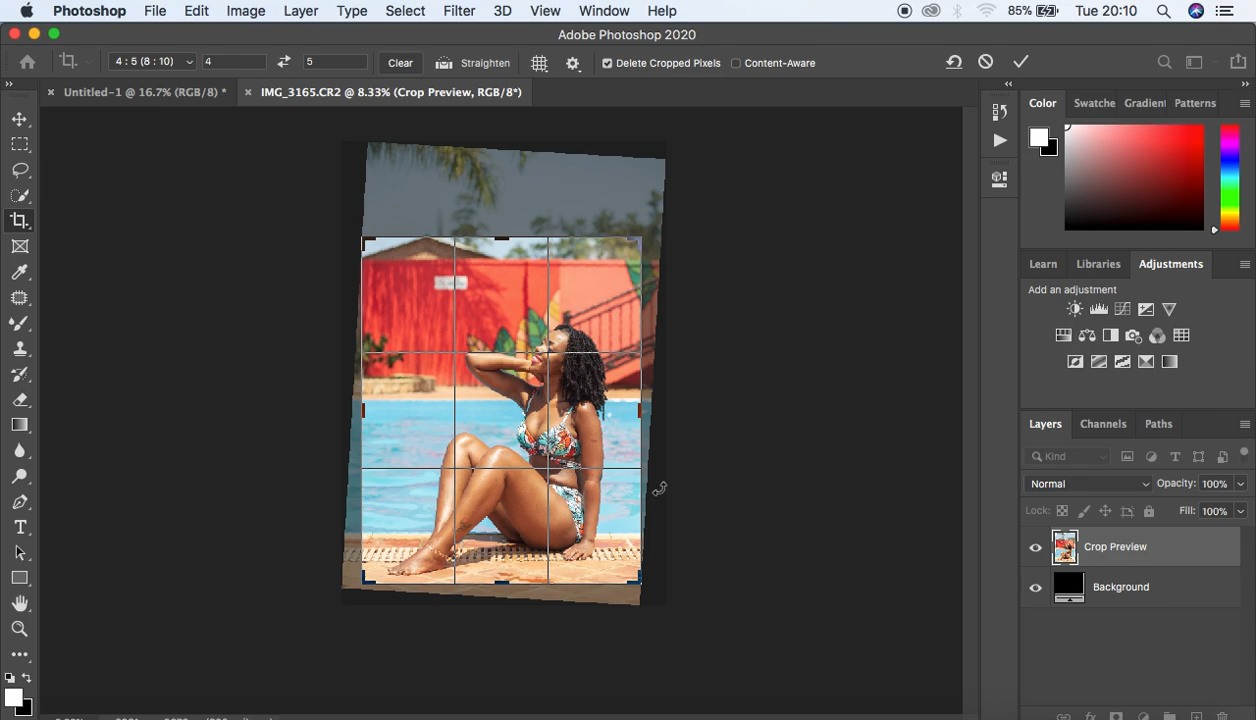 Photoshop File Edit Image Layer Type Select Filter 3D View Window Help 85% Tue 20:10
Adobe Photoshop 2020
4 : 5 (8 : 10) 4 5 Clear Straighten Delete Cropped Pixels Content-Aware
Untitled-1 @ 16.7% (RGB/8) * IMG_3165.CR2 @ 8.33% (Crop Preview, RGB/8*)
Color Swatche Gradient Patterns
Learn Libraries Adjustments
Add an adjustment
Layers Channels Paths
Kind
Normal Opacity: 100%
Lock: Fill: 100%
Crop Preview
Background